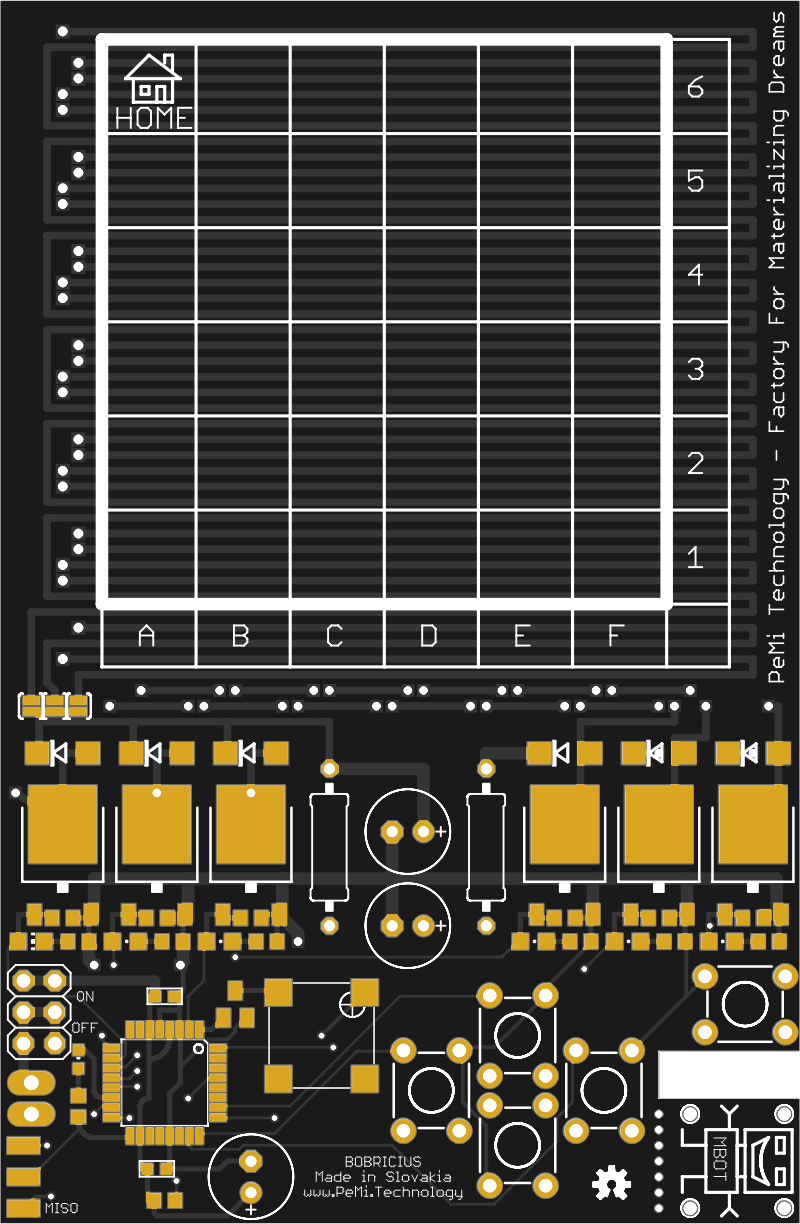 HOME
6
5
4
3
2
1
A B C D E F
PeMi Technology - Factory For Materializing Dreams
ON
OFF
+
+
+
BOBRICIUS
Made in Slovakia
www.PeMi.Technology
MISO
MBOT